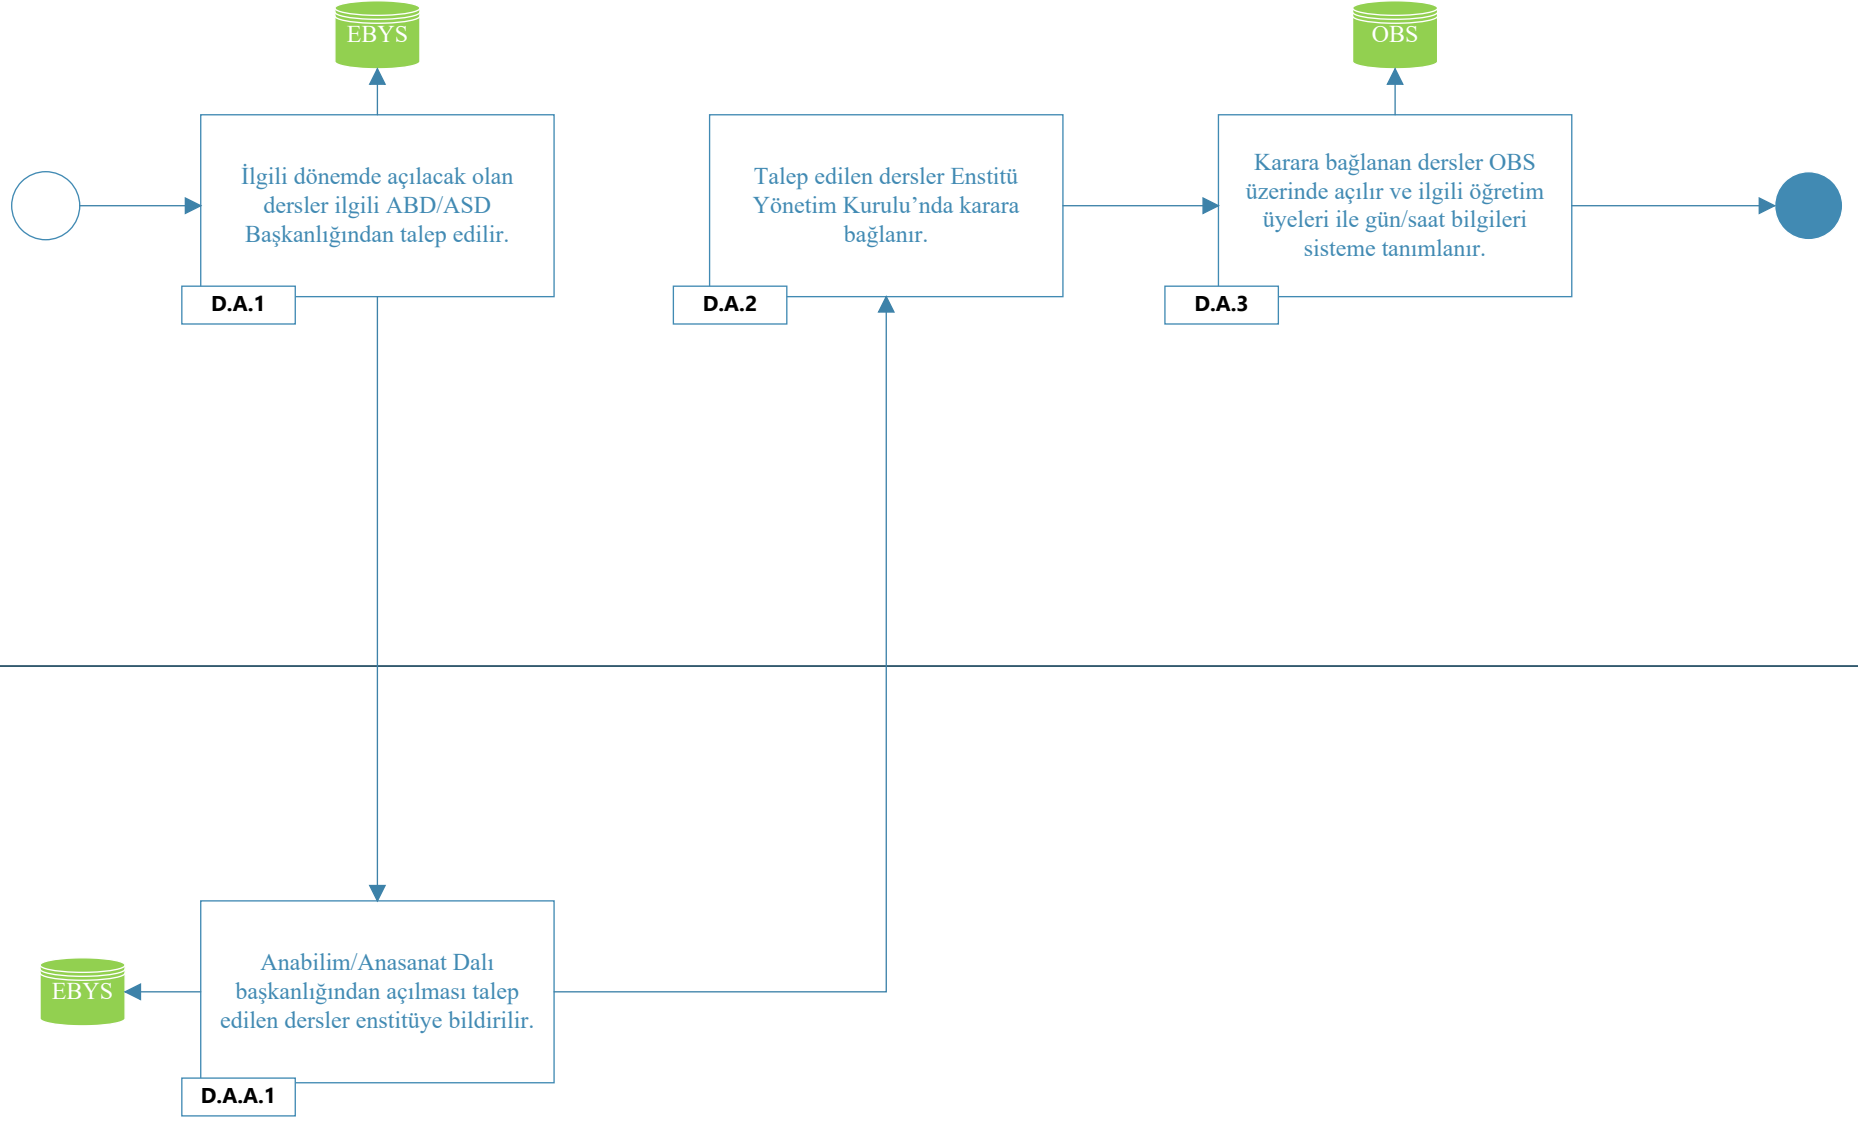 EBYS
OBS
İlgili dönemde açılacak olan
dersler ilgili ABD/ASD
Başkanlığından talep edilir.
D.A.1
Talep edilen dersler Enstitü
Yönetim Kurulu’nda karara
bağlanır.
D.A.2
Karara bağlanan dersler OBS
üzerinde açılır ve ilgili öğretim
üyeleri ile gün/saat bilgileri
sisteme tanımlanır.
D.A.3
EBYS
Anabilim/Anasanat Dalı
başkanlığından açılması talep
edilen dersler enstitüye bildirilir.
D.A.A.1